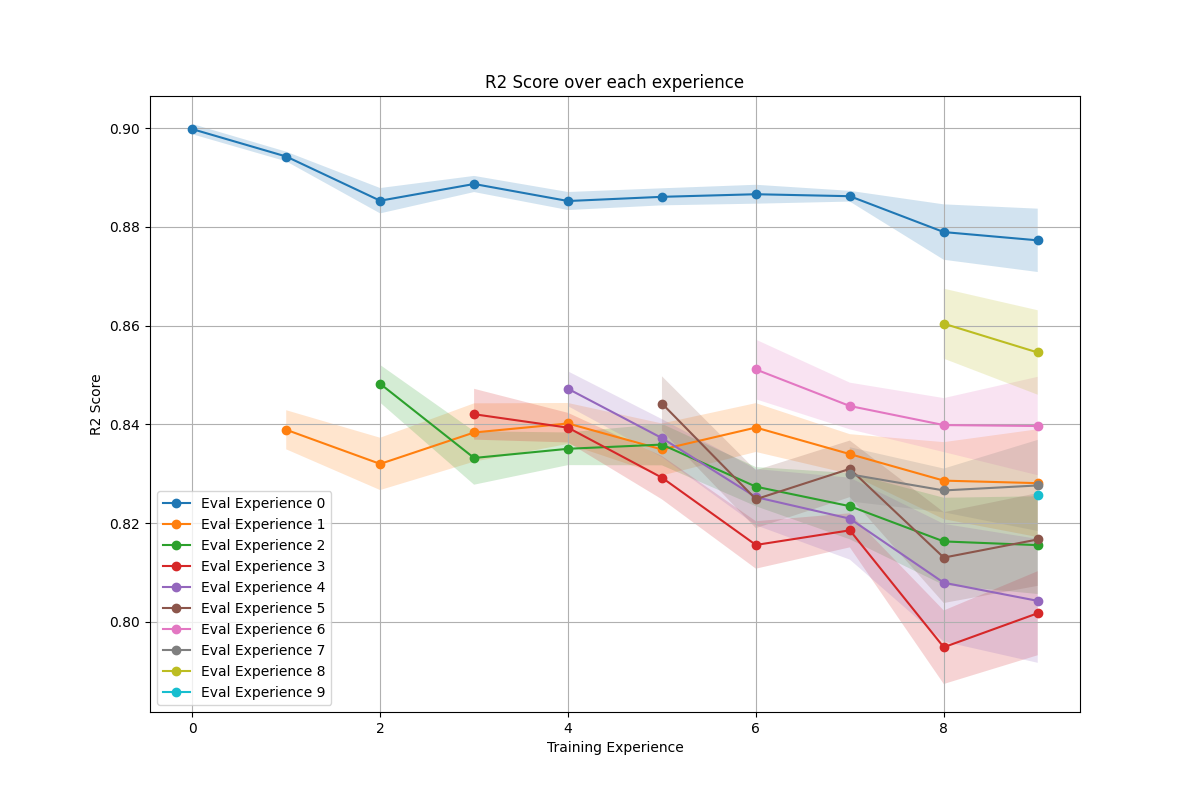 R2 Score over each experience
0.90
0.88
0.86
0.84
0.82
0.80
R2 Score
Eval Experience 0
Eval Experience 1
Eval Experience 2
Eval Experience 3
Eval Experience 4
Eval Experience 5
Eval Experience 6
Eval Experience 7
Eval Experience 8
Eval Experience 9
0 2 4 6 8
Training Experience